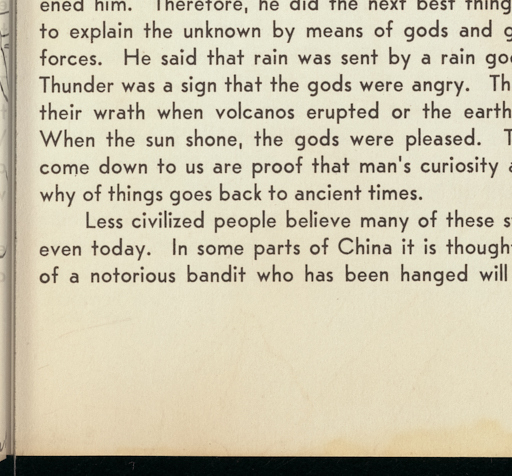 ened him. Therefore, he did the next best thing
to explain the unknown by means of gods and
forces. He said that rain was sent by a rain
Thunder was a sign that the gods were angry.
their wrath when volcanos erupted or the earth
When the sun shone, the gods were pleased.
come down to us are proof that man's curiosity
why of things goes back to ancient times.
Less civilized people believe many of these
even today. In some parts of China it is though
of a notorious bandit who has been hanged will